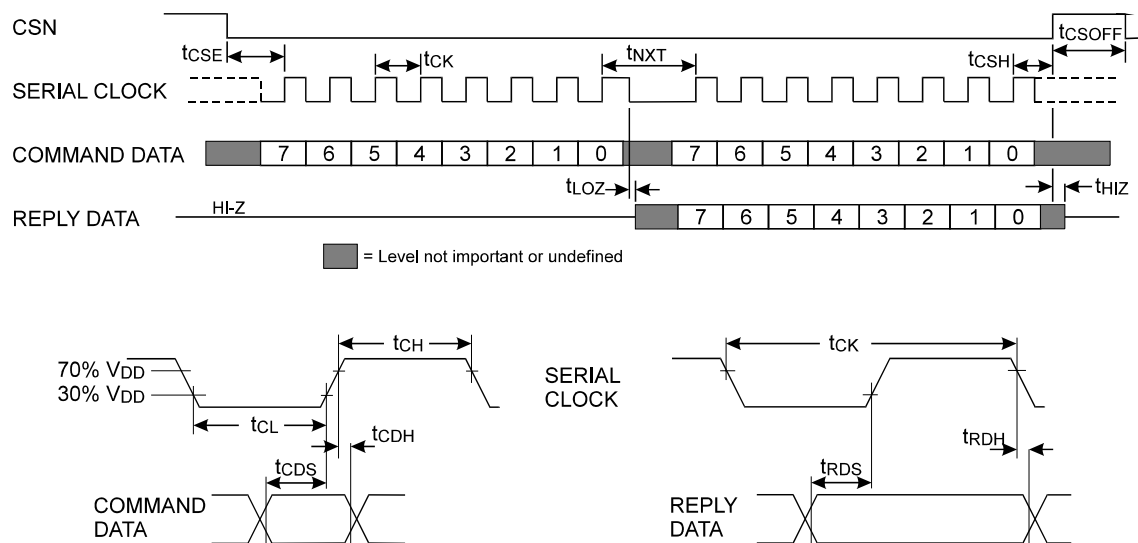 CSN
tCSOFF
tCSE
tCK
tNXT
tCSH
SERIAL CLOCK
COMMAND DATA
7 6 5 4 3 2 1 0
7 6 5 4 3 2 1 0
tLOZ
tHIZ
REPLY DATA
HI-Z
7 6 5 4 3 2 1 0
= Level not important or undefined
tCH
70% VDD
30% VDD
tCL
tCDH
tCDS
COMMAND
DATA
SERIAL
CLOCK
tCK
tRDH
tRDS
REPLY
DATA